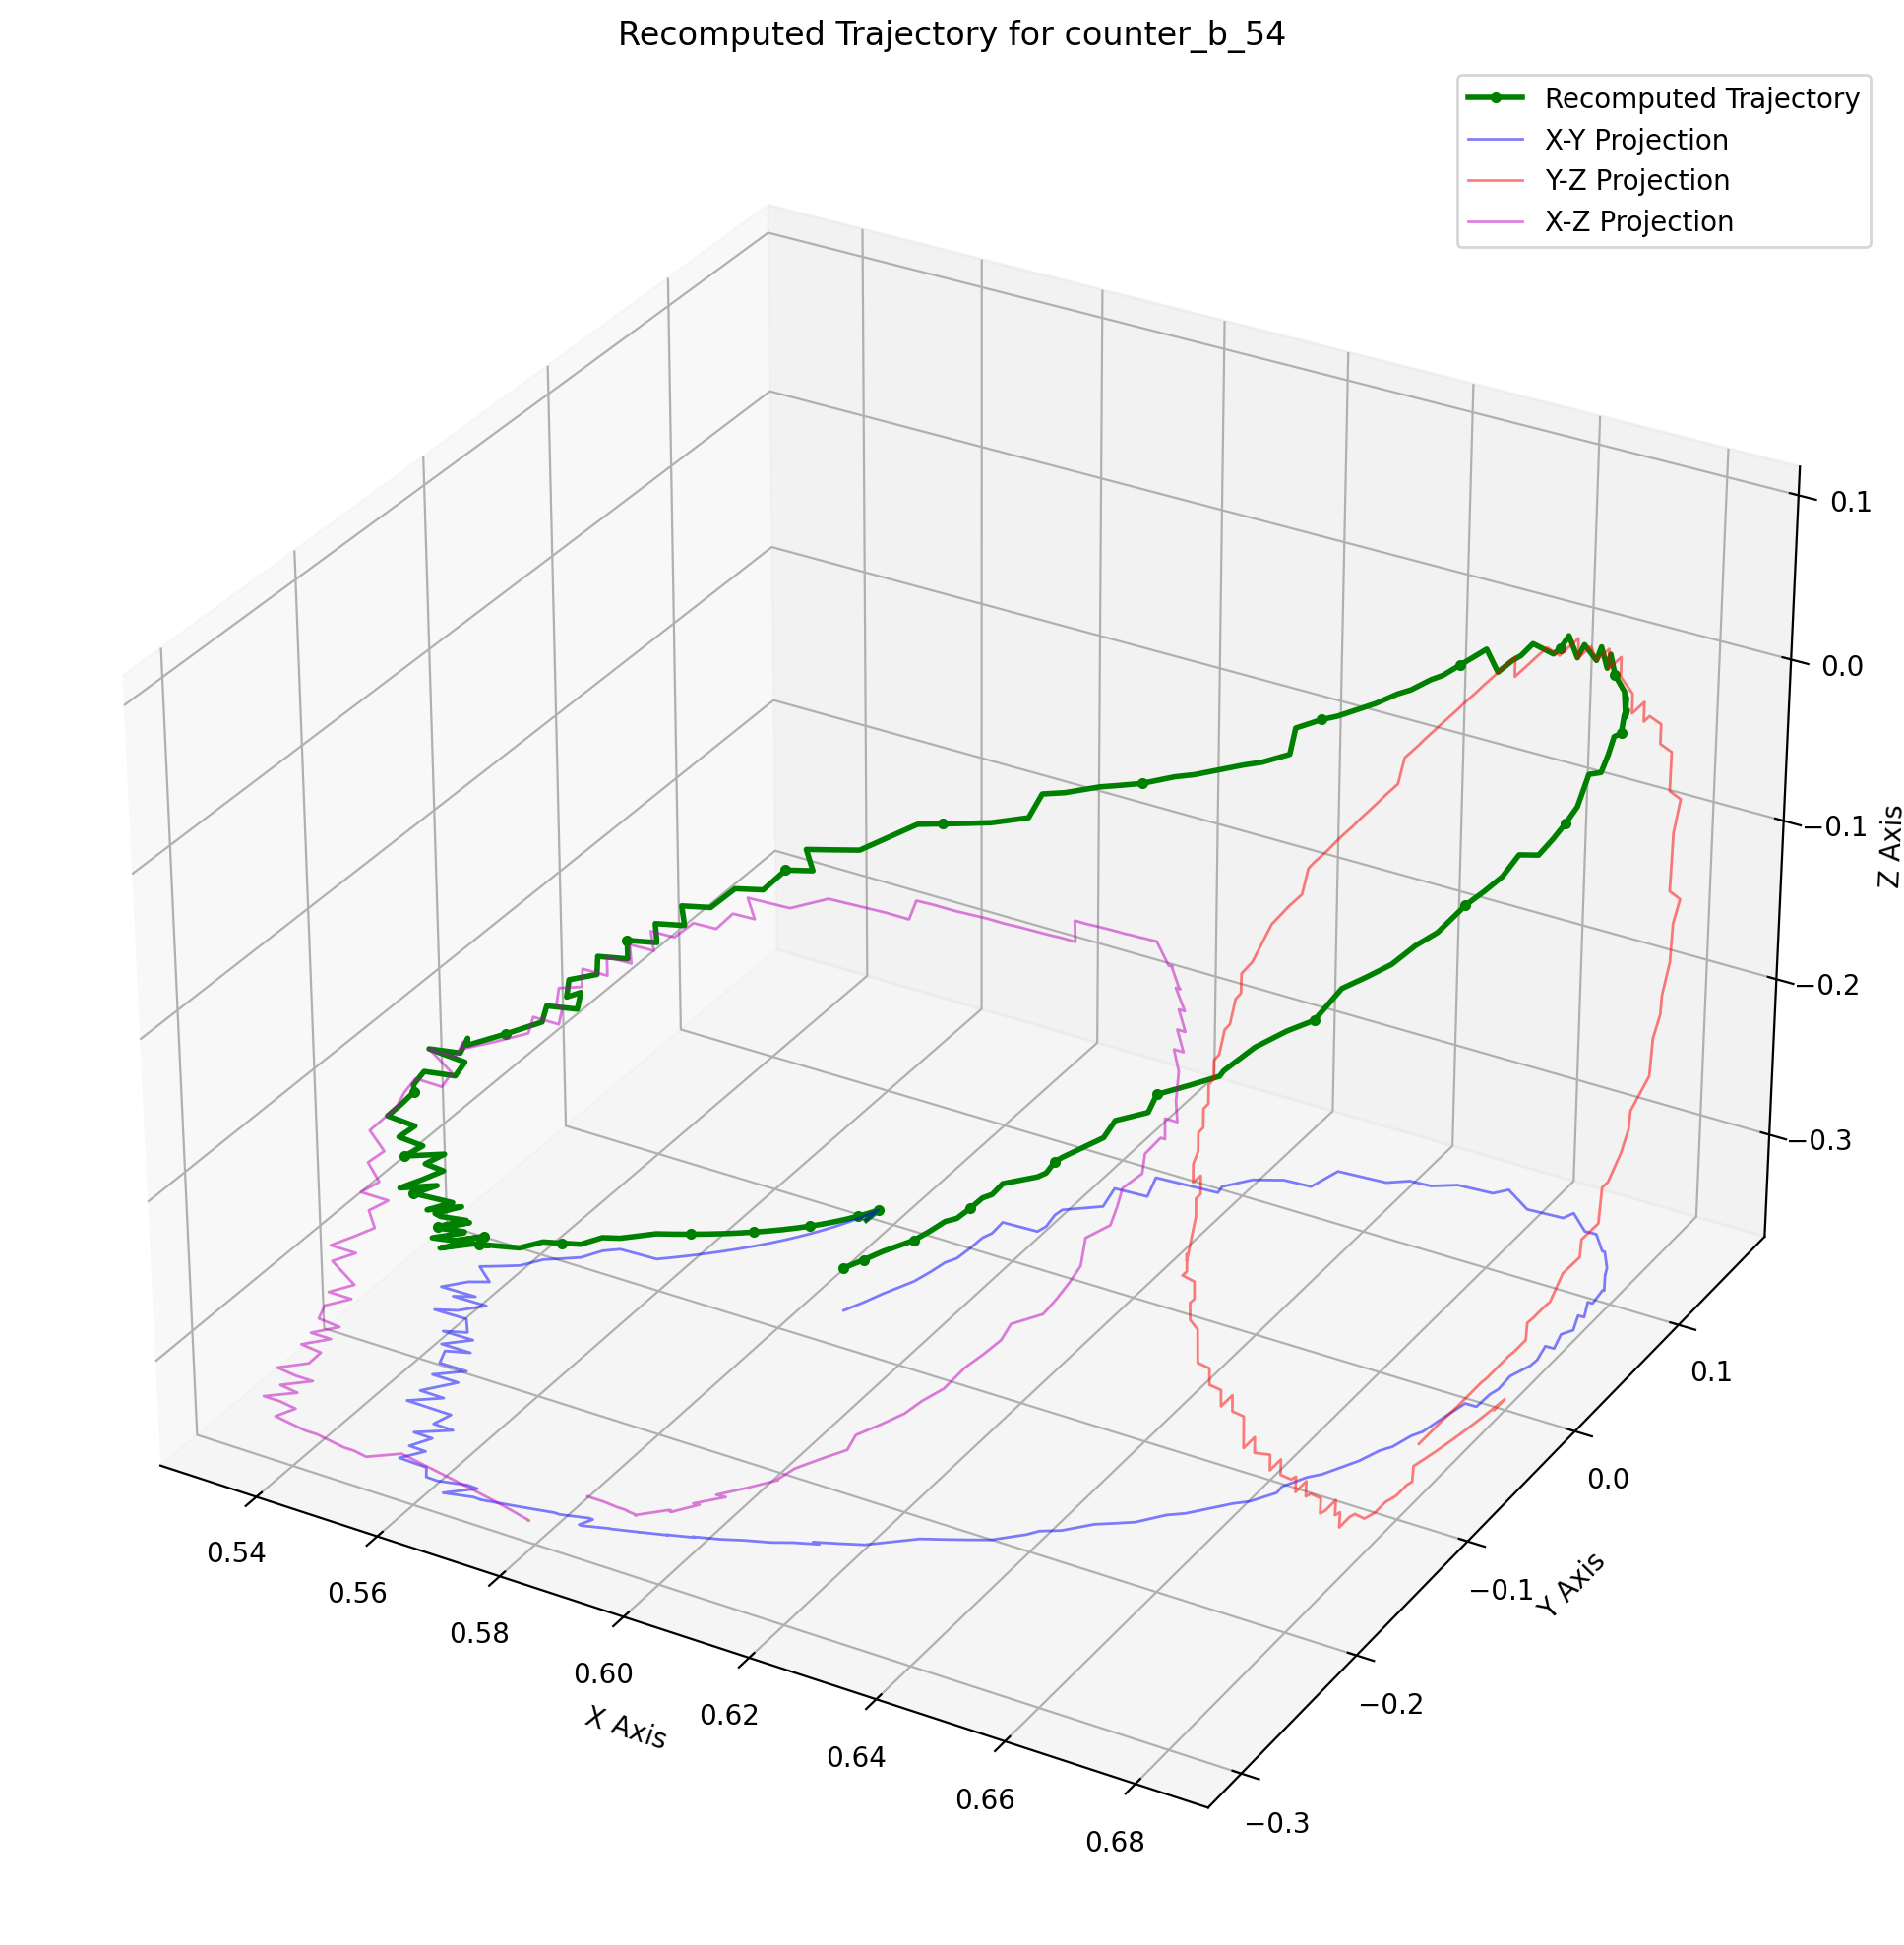 Recomputed Trajectory for counter_b_54
Recomputed Trajectory
X-Y Projection
Y-Z Projection
X-Z Projection
0.1
0.0
−0.1
−0.2
−0.3
Z Axis
0.1
0.0
−0.1
−0.2
−0.3
Y Axis
0.54
0.56
0.58
0.60
0.62
0.64
0.66
0.68
X Axis